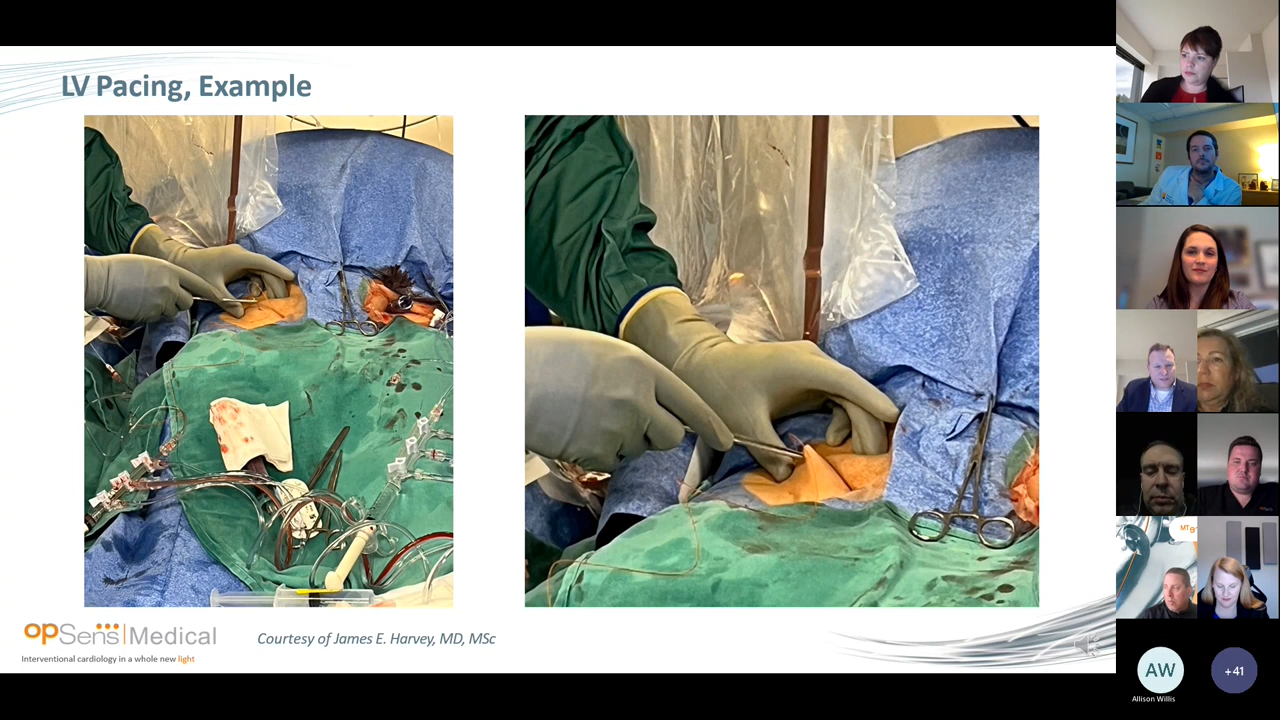 LV Pacing, Example
opSens|Medical
Courtesy of James E. Harvey, MD, MSc
Interventional cardiology in a whole new light
AW
+41
Allison Willis